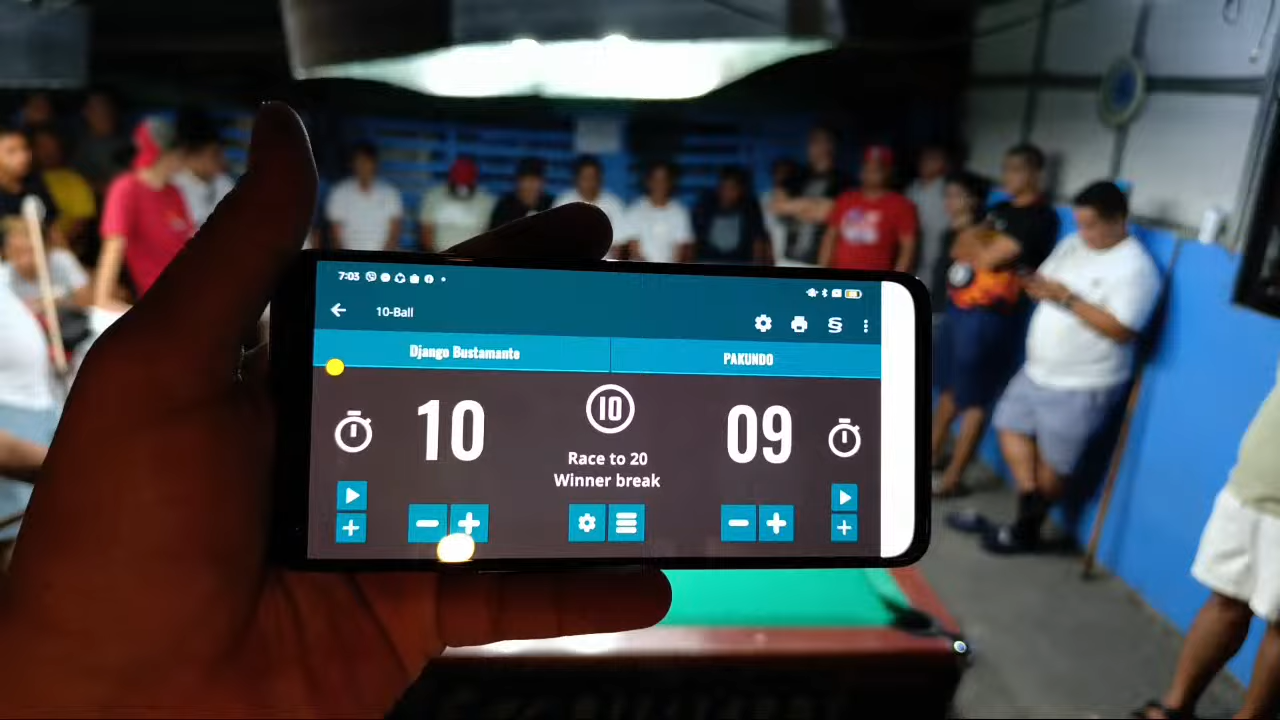 7:03
10-Ball
§
Django Bustamante
PAKUNDO
10
10
09
Race to 20
Winner break